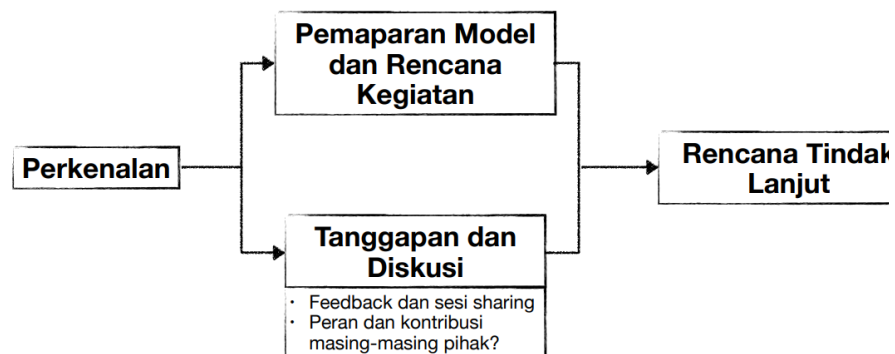 Pemaparan Model
dan Rencana
Kegiatan
Perkenalan
Rencana Tindak
Lanjut
Tanggapan dan
Diskusi
· Feedback dan sesi sharing
· Peran dan kontribusi
masing-masing pihak?